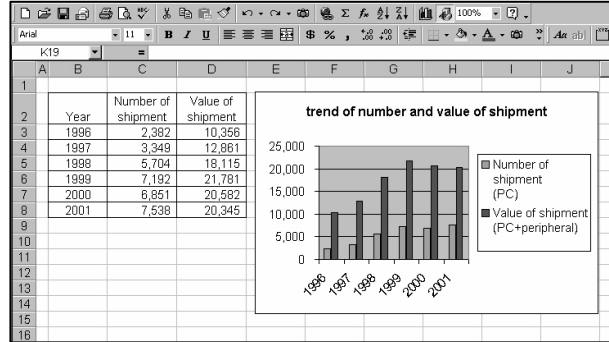 100%
Arial 11 B I U $ % , A Aa ab|
K19 =
A B C D E F G H I J
1
2 Year Number of shipment Value of shipment
3 1996 2,382 10,356
4 1997 3,349 12,861
5 1998 5,704 18,115
6 1999 7,192 21,781
7 2000 6,851 20,582
8 2001 7,538 20,345
9
10
11
12
13
14
15
16
trend of number and value of shipment
25,000
20,000
15,000
10,000
5,000
0
1996 1997 1998 1999 2000 2001
Number of
shipment
(PC)
Value of shipment
(PC+peripheral)